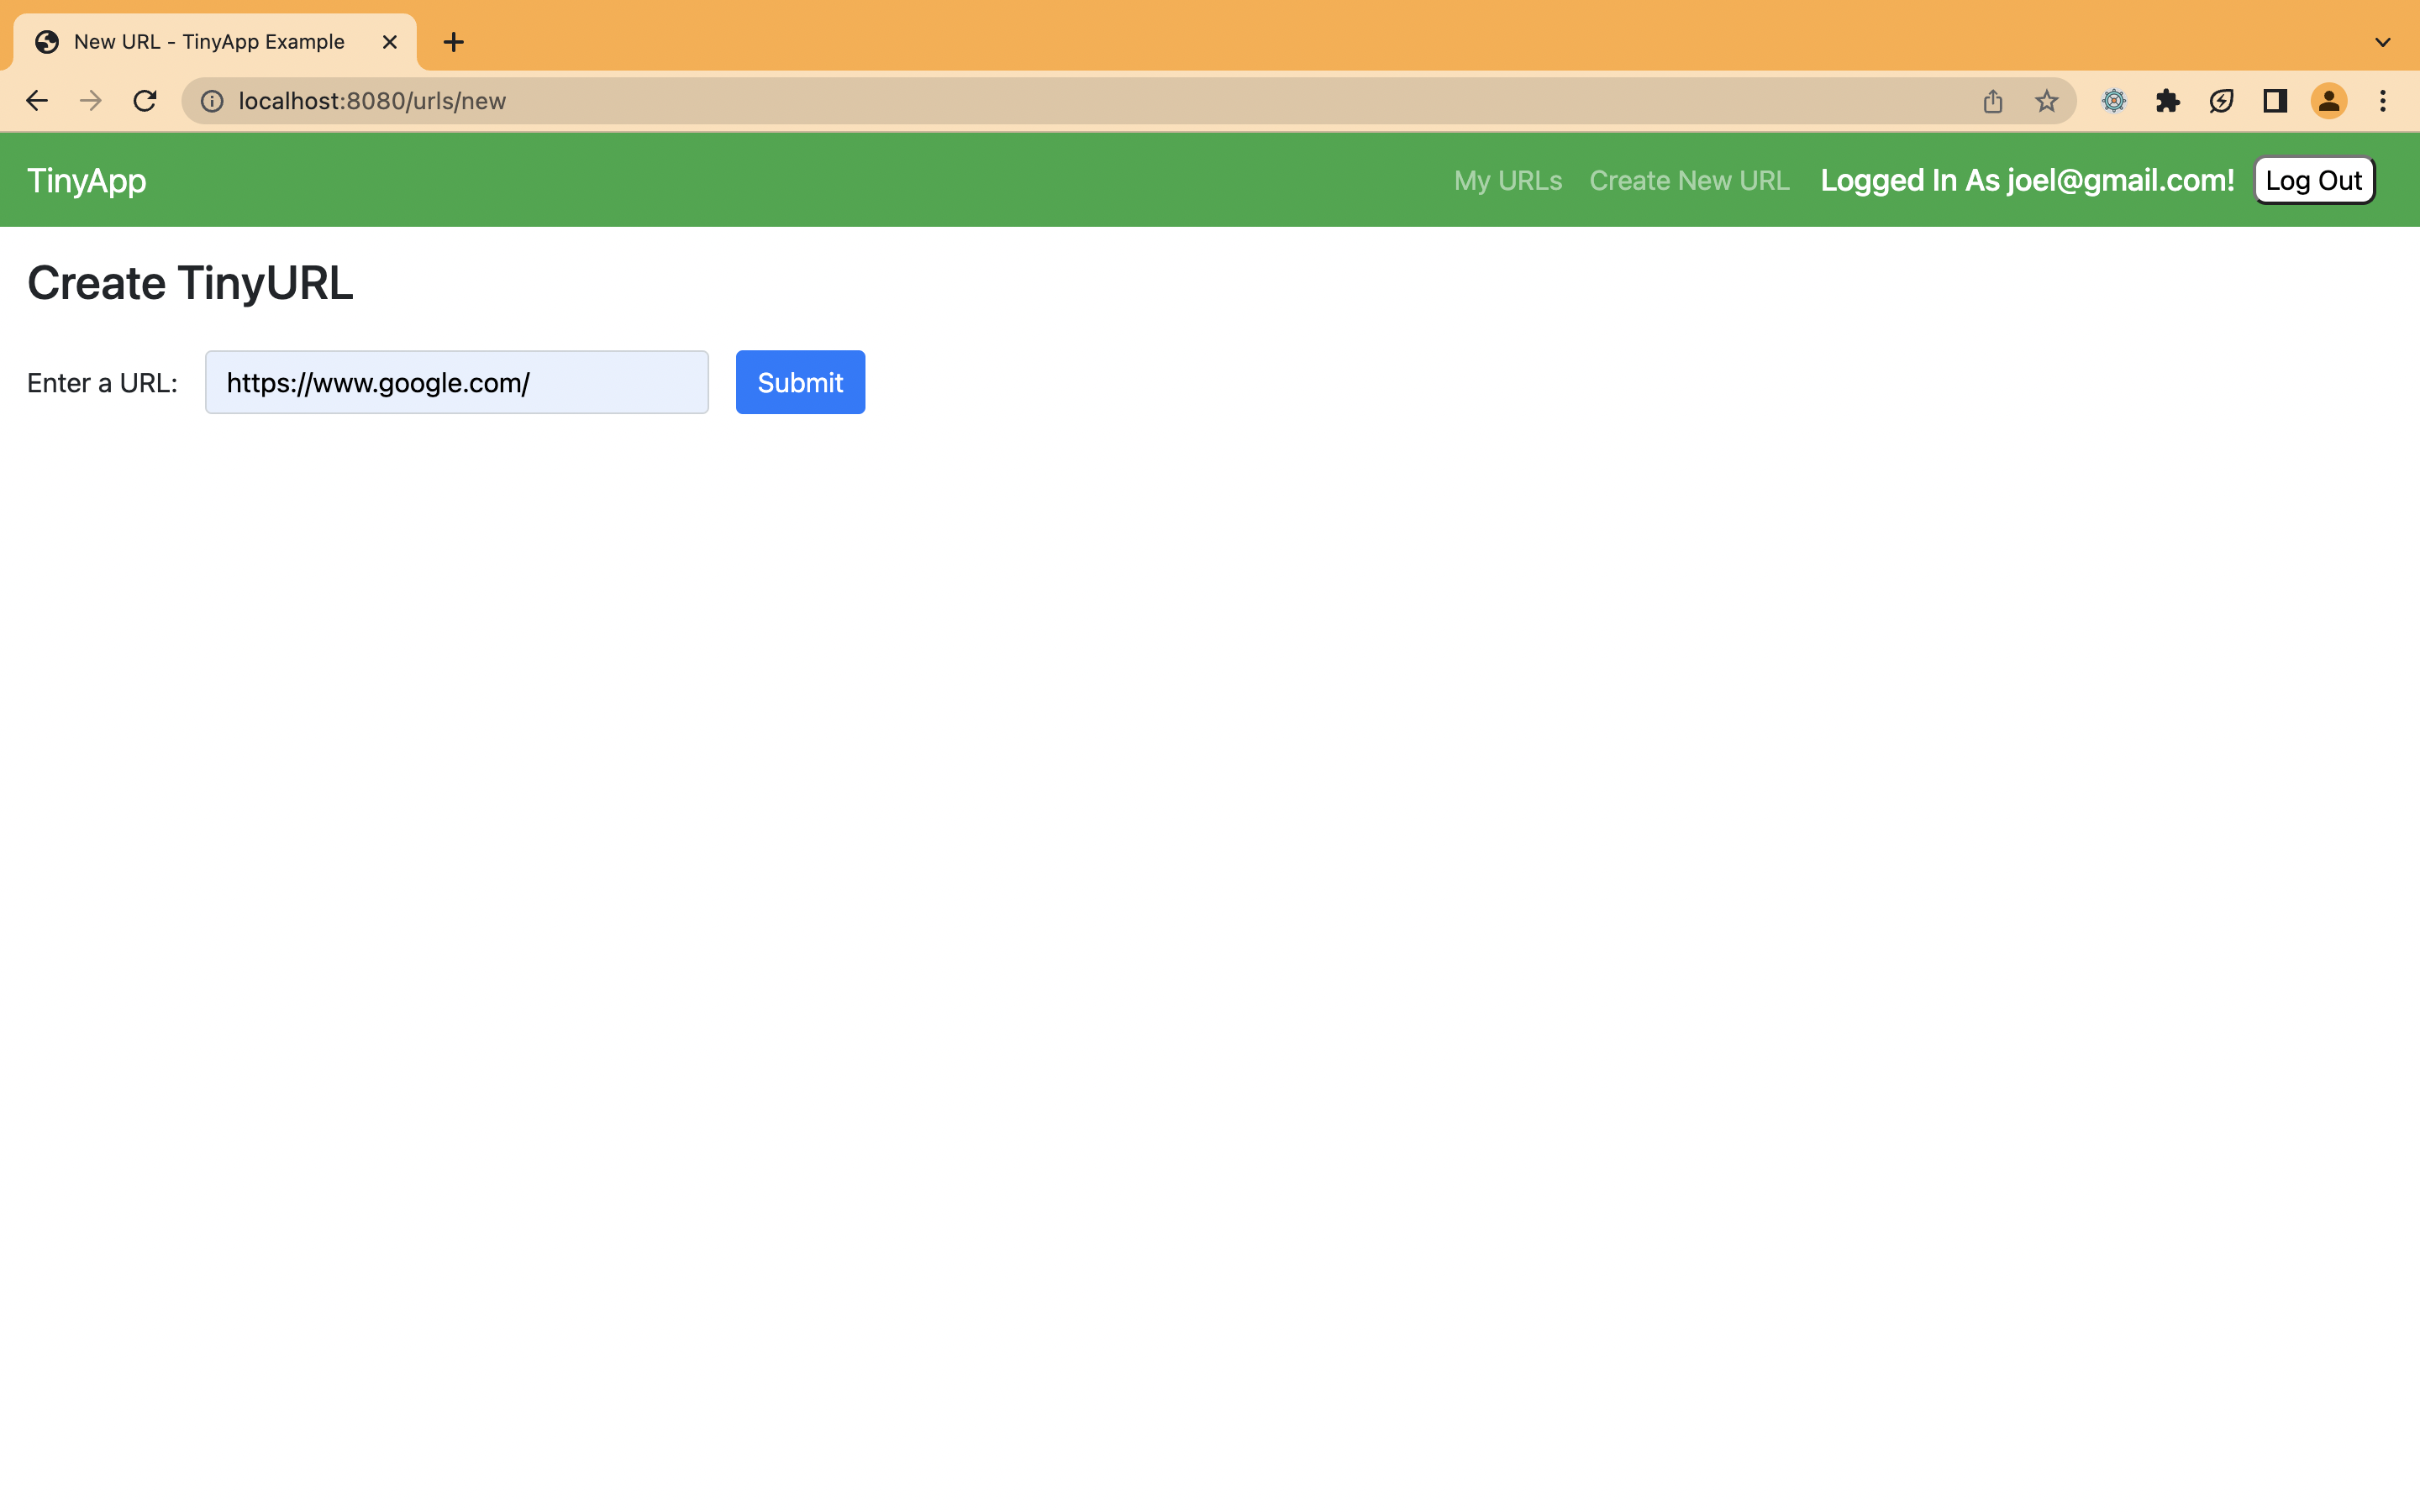 New URL - TinyApp Example
localhost:8080/urls/new
TinyApp
My URLs Create New URL Logged In As joel@gmail.com! Log Out
Create TinyURL
Enter a URL: https://www.google.com/ Submit